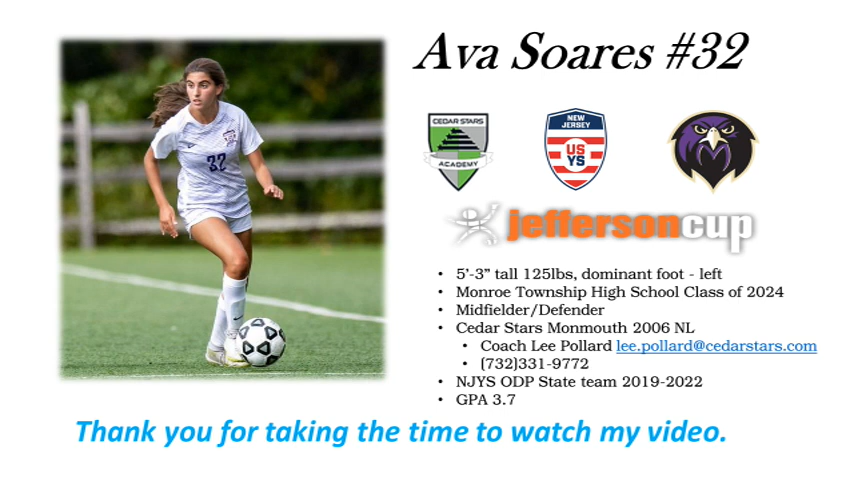 Ava Soares #32
CEDAR STARS
ACADEMY
NEW
JERSEY
US
YS
M
jeffersoncup
32
• 5'-3” tall 125lbs, dominant foot - left
• Monroe Township High School Class of 2024
• Midfielder/Defender
• Cedar Stars Monmouth 2006 NL
• Coach Lee Pollard lee.pollard@cedarstars.com
• (732)331-9772
• NJYS ODP State team 2019-2022
• GPA 3.7
Thank you for taking the time to watch my video.